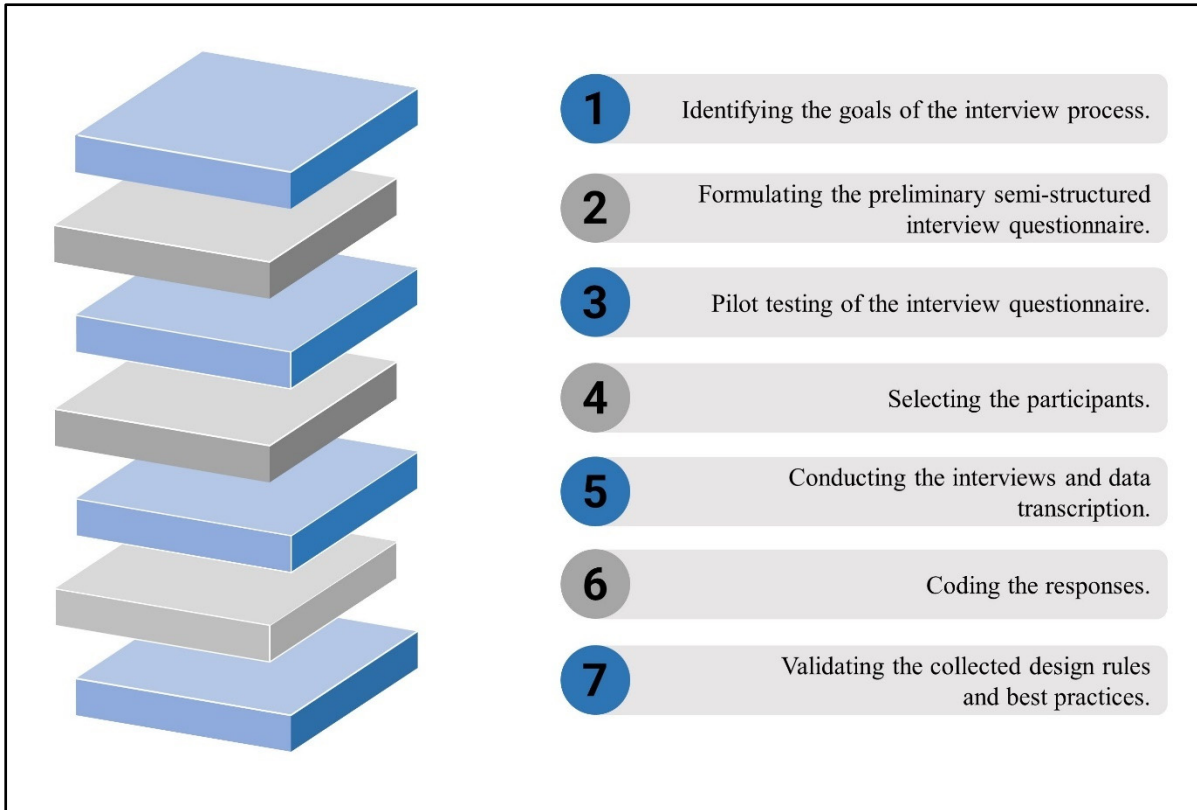 1
Identifying the goals of the interview process.
2
Formulating the preliminary semi-structured
interview questionnaire.
3
Pilot testing of the interview questionnaire.
4
Selecting the participants.
5
Conducting the interviews and data
transcription.
6
Coding the responses.
7
Validating the collected design rules
and best practices.